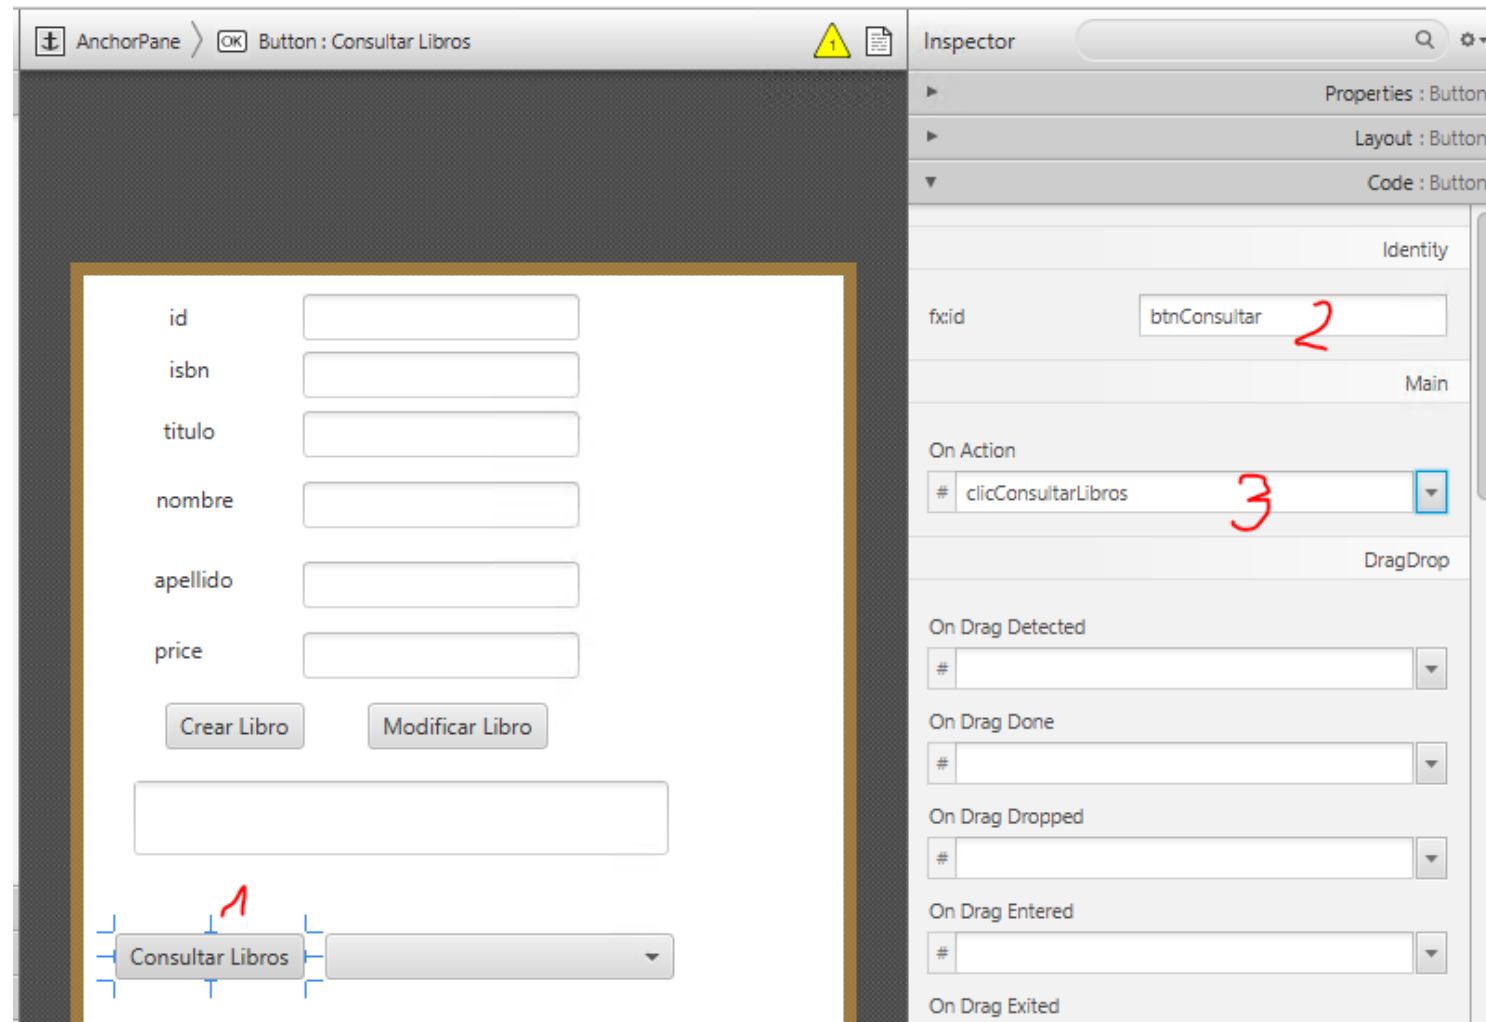 AnchorPane OK Button : Consultar Libros 1
Inspector
Properties : Button
Layout : Button
Code : Button
Identity
fx:id btnConsultar 2
Main
On Action
# clicConsultarLibros 3
DragDrop
On Drag Detected
#
On Drag Done
#
On Drag Dropped
#
On Drag Entered
#
On Drag Exited
id
isbn
titulo
nombre
apellido
price
Crear Libro Modificar Libro
1
Consultar Libros